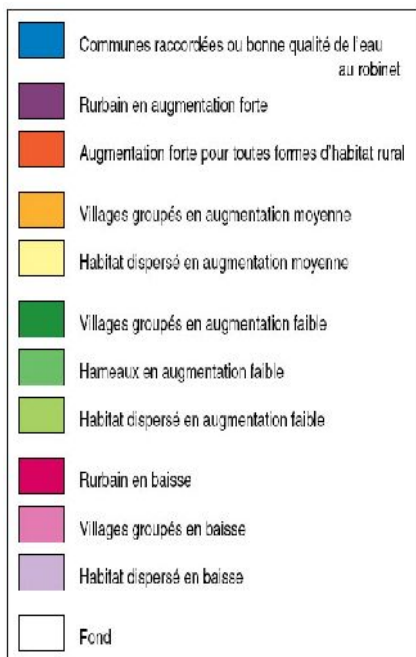 Communes raccordées ou bonne qualité de l'eau
au robinet
Rurbain en augmentation forte
Augmentation forte pour toutes formes d'habitat rural
Villages groupés en augmentation moyenne
Habitat dispersé en augmentation moyenne
Villages groupés en augmentation faible
Hameaux en augmentation faible
Habitat dispersé en augmentation faible
Rurbain en baisse
Villages groupés en baisse
Habitat dispersé en baisse
Fond